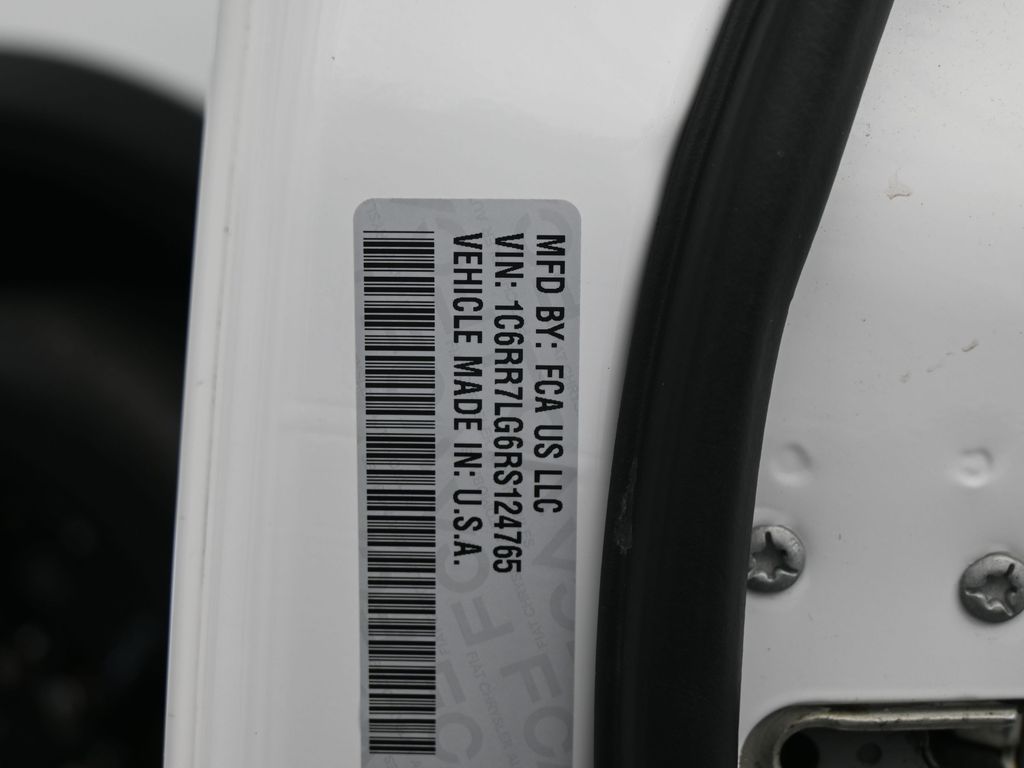 MFD BY: FCA US LLC
VIN: 1C6RR7LG6RS124765
VEHICLE MADE IN: U.S.A.